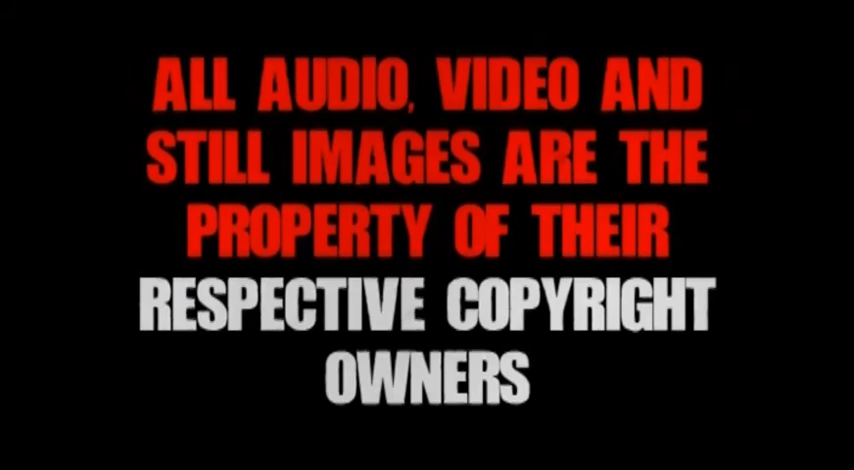 ALL AUDIO, VIDEO AND
STILL IMAGES ARE THE
PROPERTY OF THEIR
RESPECTIVE COPYRIGHT
OWNERS